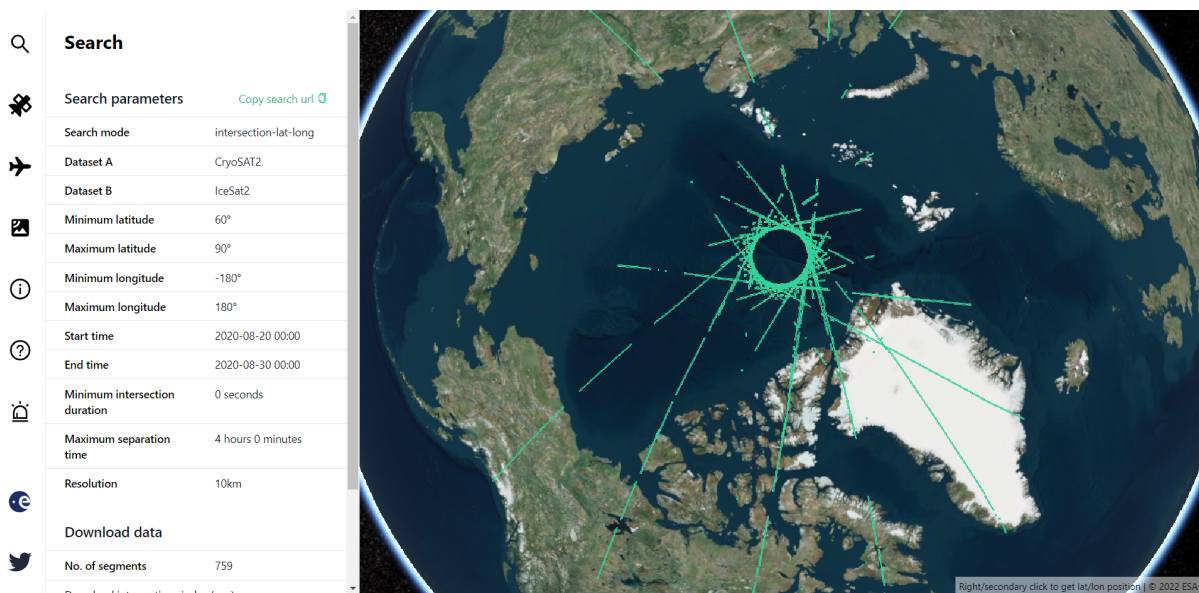 Search
Search parameters
Copy search url
Search mode intersection-lat-long
Dataset A CryoSAT2
Dataset B IceSat2
Minimum latitude 60°
Maximum latitude 90°
Minimum longitude -180°
Maximum longitude 180°
Start time 2020-08-20 00:00
End time 2020-08-30 00:00
Minimum intersection 0 seconds
duration
Maximum separation 4 hours 0 minutes
time
Resolution 10km
Download data
No. of segments 759
Right/secondary click to get lat/lon position | © 2022 ESA